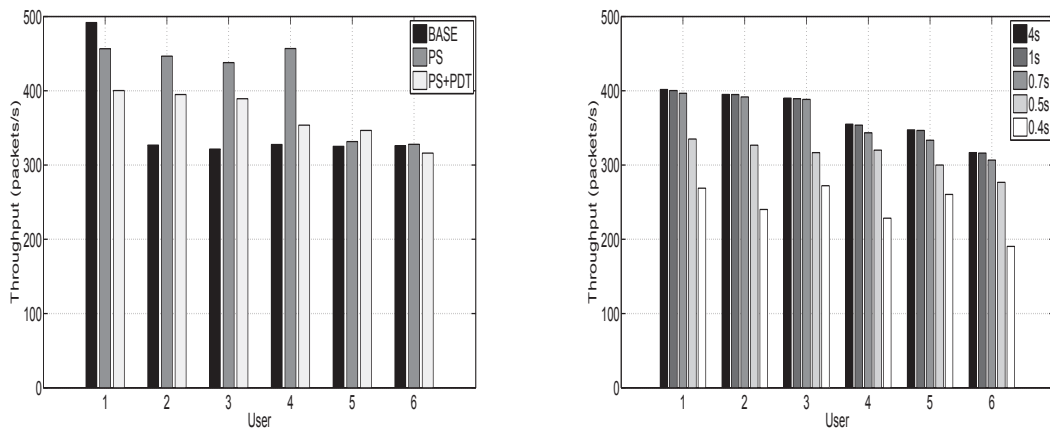 500
400
300
200
100
0
Throughput (packets/s)
1 2 3 4 5 6
User
BASE
PS
PS+PDT
500
400
300
200
100
0
Throughput (packets/s)
1 2 3 4 5 6
User
4s
1s
0.7s
0.5s
0.4s